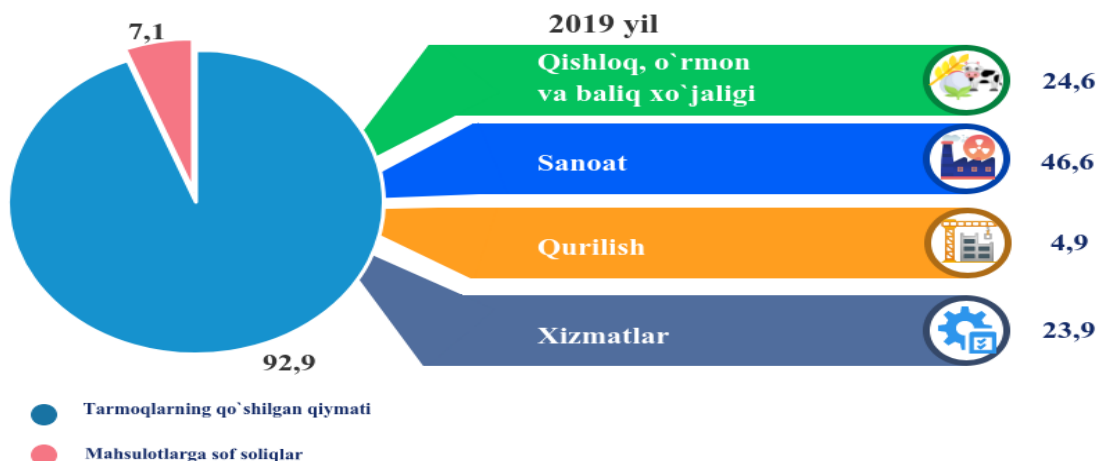 2019 yil
7,1
92,9
Qishloq, o`rmon
va baliq xo`jaligi
24,6
Sanoat
46,6
Qurilish
4,9
Xizmatlar
23,9
Tarmoqlarning qo`shilgan qiymati
Mahsulotlarga sof soliqlar